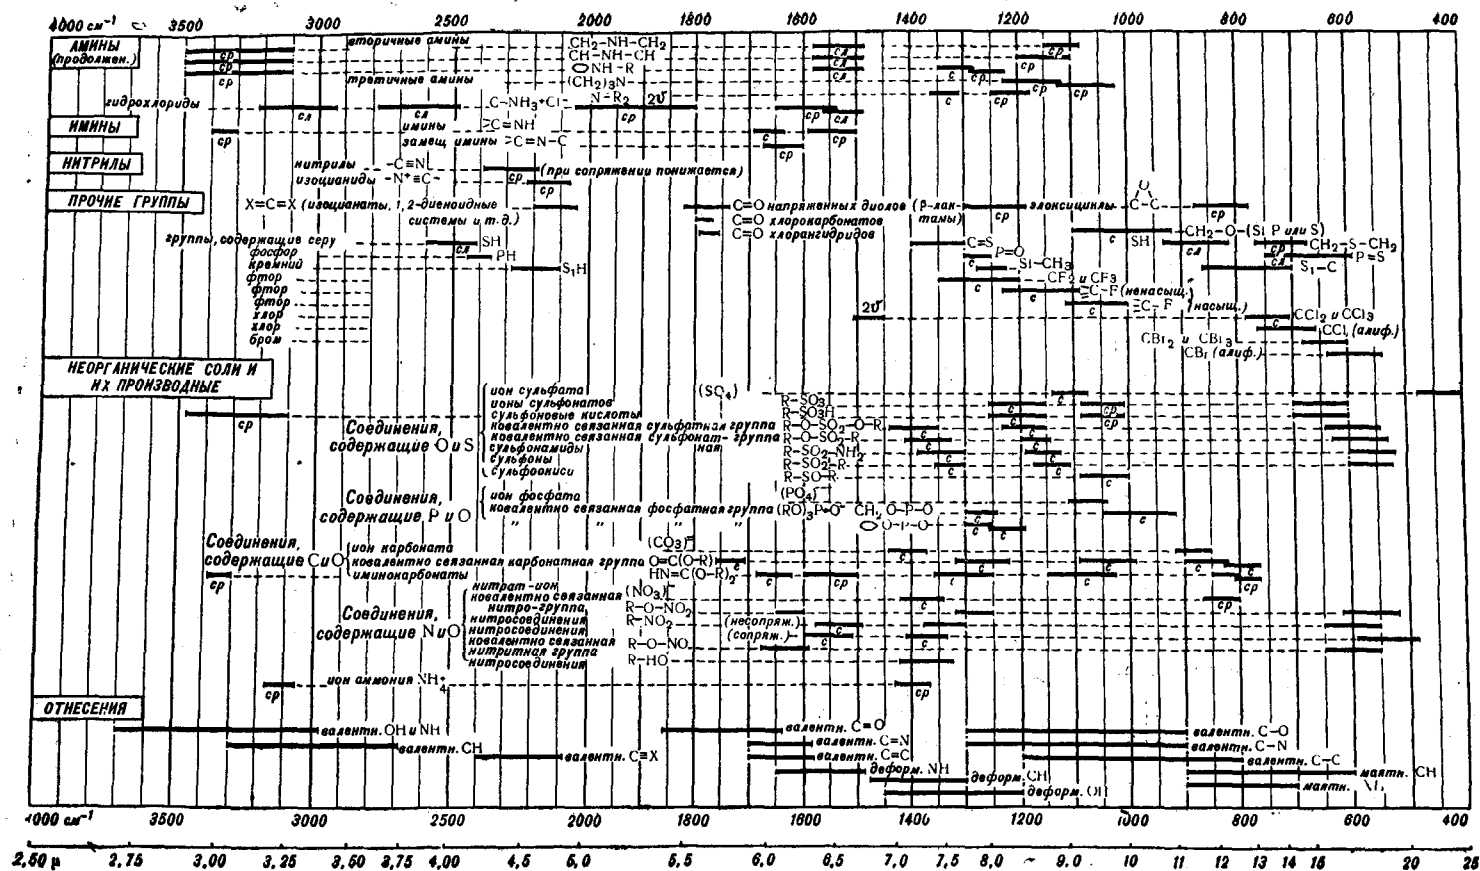 4000 см⁻¹ 3500 3000 2500 2000 1800 1600 1400 1200 1000 800 600 400
АМИНЫ
(продолжен.)
вторичные амины CH₂–NH–CH₂
CH–NH–CH
NH–R
третичные амины (CH₂)₃N
N–R₂
гидрохлориды C–NH₃⁺Cl⁻ 2ϑ
ИМИНЫ
имины >C=NH
замещ имины >C=N–C
НИТРИЛЫ
нитрилы –C≡N (при сопряжении понижается)
изоцианиды –N⁺≡C–
ПРОЧИЕ ГРУППЫ
X=C=X (изоцианаты, 1, 2-диеноидные
системы и т.д.)
C=O напряженных диолов (β-лак-
тамы)
C=O хлорокарбонатов
C=O хлорангидридов
элоксициклы
O
C–C
CH₂–O–(Si P или S)
группы, содержащие серу SH C=S SH CH₂–S–CH₂
фосфор PH P=O P=S
кремний SiH Si–CH₃ Si–C
фтор CF₂ и CF₃
фтор C–F (ненасыщ.)
фтор C–F (насыщ.)
хлор 2ϑ CCl₂ и CCl₃
хлор CCl (алиф.)
бром CBr₂ и CBr₃
CBr (алиф.)
НЕОРГАНИЧЕСКИЕ СОЛИ И
ИХ ПРОИЗВОДНЫЕ
Соединения,
содержащие O и S
ион сульфата (SO₄)
ионы сульфонатов R–SO₃
сульфоновые кислоты R–SO₃H
ковалентно связанная сульфатная группа R–O–SO₂–O–R
ковалентно связанная сульфонат-группа R–O–SO₂–R
ная
сульфонамиды R–SO₂–NH₂
сульфоны R–SO₂–R
сульфоокиси R–SO–R
Соединения,
содержащие P и O
ион фосфата (PO₄)
ковалентно связанная фосфатная группа (RO)₃P→O CH₂ O–P–O
" " " " O–P–O
Соединения,
содержащие C и O
ион карбоната (CO₃)=
ковалентно связанная карбонатная группа O=C(O–R)
иминокарбонаты HN=C(O–R)₂
Соединения,
содержащие N и O
нитрат-ион (NO₃)⁻
ковалентно связанная
нитро-группа R–O–NO₂
нитросоединения R–NO₂ (несопряж.)
нитросоединения (сопряж.)
ковалентно связанная
нитритная группа R–O–NO
нитросоединения R–НО
ион аммония NH₄⁺
ОТНЕСЕНИЯ
валентн. OH и NH валентн. C=O валентн. C–O
валентн. CH валентн. C=N валентн. C–N
валентн. C≡X валентн. C=C валентн. C–C
деформ. NH маятн. CH
деформ. CH маятн.
деформ. OH
4000 см⁻¹ 3500 3000 2500 2000 1800 1600 1400 1200 1000 800 600 400
2,50 μ 2,75 3,00 3,25 3,50 3,75 4,00 4,5 5,0 5,5 6,0 6,5 7,0 7,5 8,0 9,0 10 11 12 13 14 15 20 25